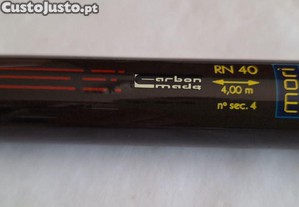 CustoJusto.pt
Carbon
made
RN 40
4,00 m
nº sec. 4
mori